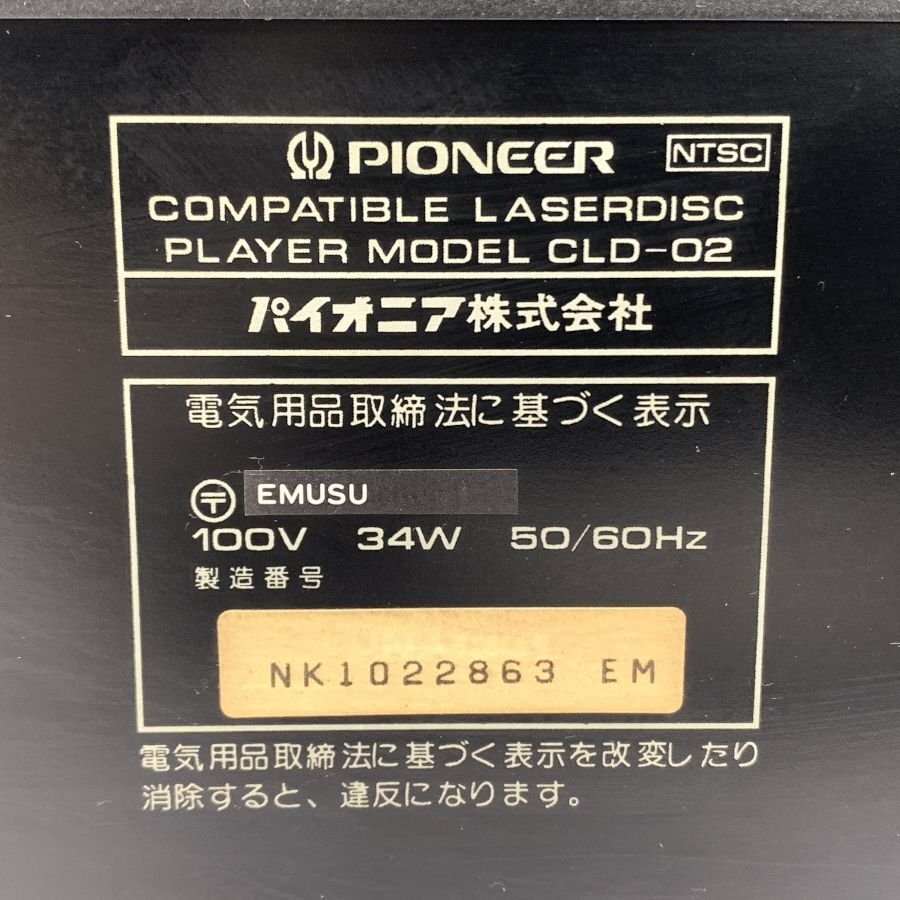 PIONEER NTSC
COMPATIBLE LASERDISC
PLAYER MODEL CLD-02
パイオニア株式会社
電気用品取締法に基づく表示
〒 EMUSU
100V 34W 50/60Hz
製造番号
NK1022863 EM
電気用品取締法に基づく表示を改変したり
消除すると、違反になります。